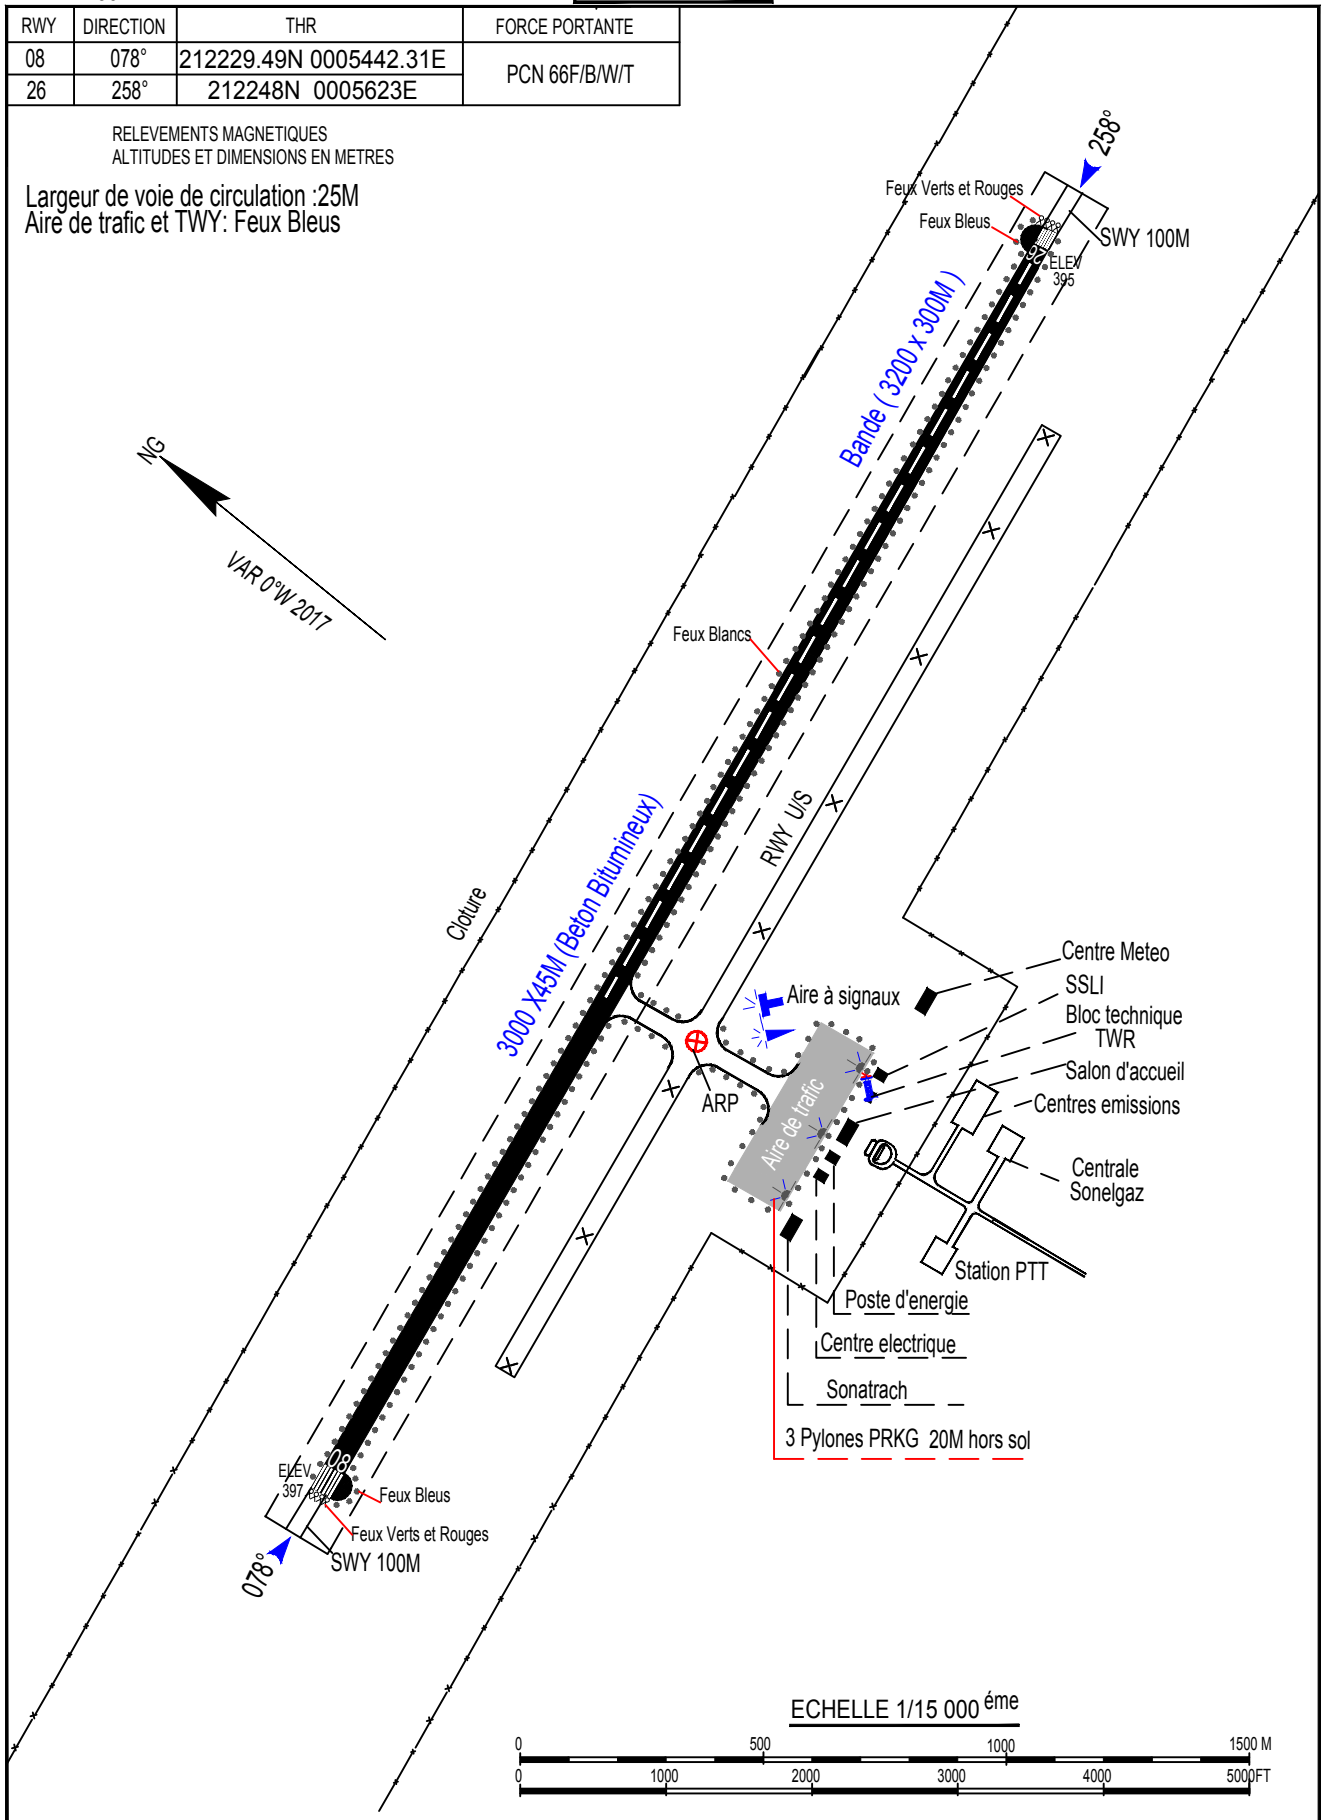 RWY DIRECTION THR FORCE PORTANTE
08 078° 212229.49N 0005442.31E PCN 66F/B/W/T
26 258° 212248N 0005623E
RELEVEMENTS MAGNETIQUES
ALTITUDES ET DIMENSIONS EN METRES
Largeur de voie de circulation :25M
Aire de trafic et TWY: Feux Bleus
258°
Feux Verts et Rouges
Feux Bleus
SWY 100M
26
ELEV
395
Bande ( 3200 x 300M )
NG
VAR 0°W 2017
Feux Blancs
RWY U/S
Cloture
3000 X45M (Beton Bitumineux)
Centre Meteo
SSLI
Aire à signaux
Bloc technique
TWR
Salon d'accueil
ARP
Aire de trafic
Centres emissions
Centrale
Sonelgaz
Station PTT
Poste d'energie
Centre electrique
Sonatrach
3 Pylones PRKG 20M hors sol
08
ELEV
397
Feux Bleus
Feux Verts et Rouges
SWY 100M
078°
ECHELLE 1/15 000 éme
0 500 1000 1500 M
0 1000 2000 3000 4000 5000FT